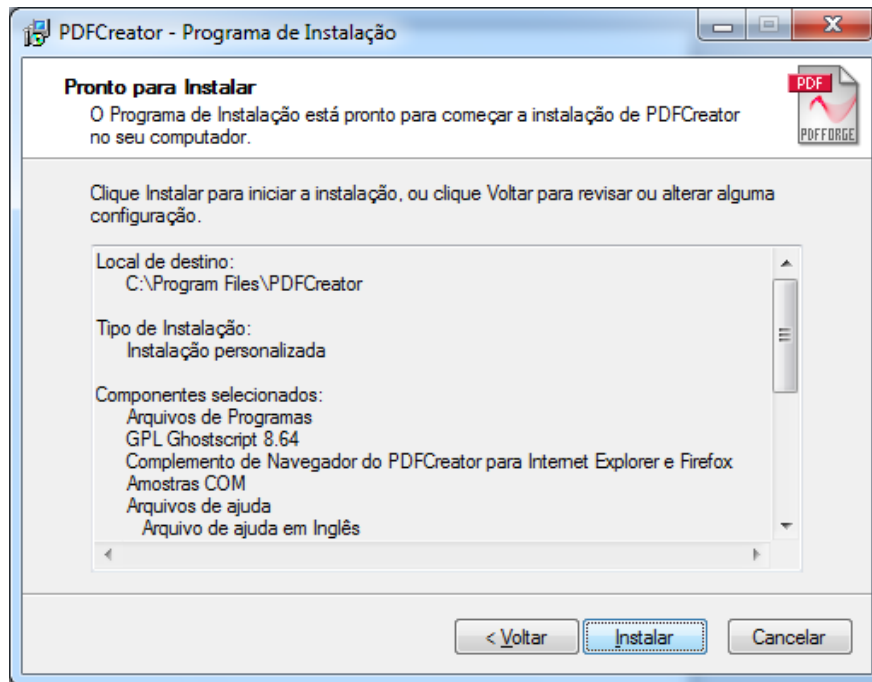 PDFCreator - Programa de Instalação
Pronto para Instalar
O Programa de Instalação está pronto para começar a instalação de PDFCreator
no seu computador.
PDF
PDFFORGE
Clique Instalar para iniciar a instalação, ou clique Voltar para revisar ou alterar alguma
configuração.
Local de destino:
C:\Program Files\PDFCreator
Tipo de Instalação:
Instalação personalizada
Componentes selecionados:
Arquivos de Programas
GPL Ghostscript 8.64
Complemento de Navegador do PDFCreator para Internet Explorer e Firefox
Amostras COM
Arquivos de ajuda
Arquivo de ajuda em Inglês
< Voltar
Instalar
Cancelar